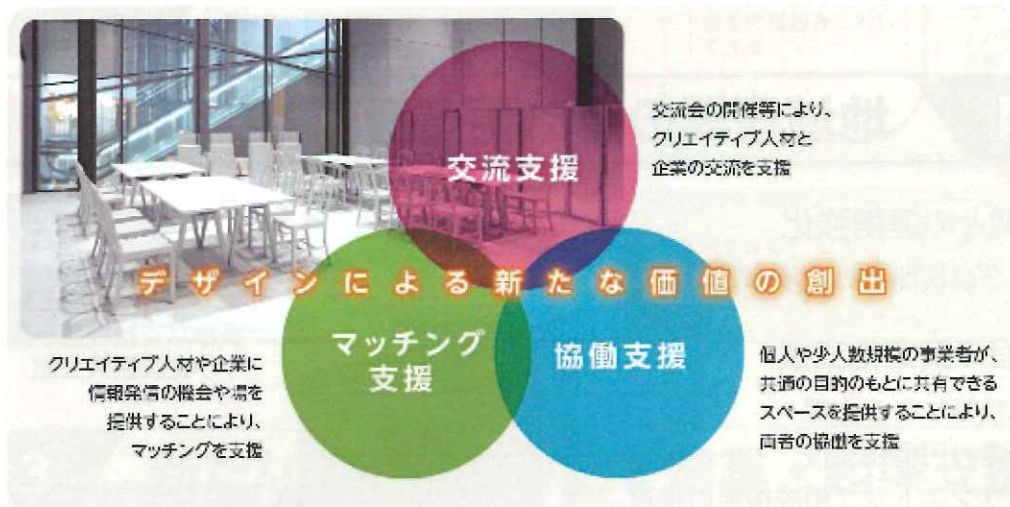 交流支援
交流会の開催等により、
クリエイティブ人材と
企業の交流を支援
デザインによる新たな価値の創出
マッチング
支援
クリエイティブ人材や企業に
情報発信の機会や場を
提供することにより、
マッチングを支援
協働支援
個人や少人数規模の事業者が、
共通の目的のもとに共有できる
スペースを提供することにより、
両者の協働を支援